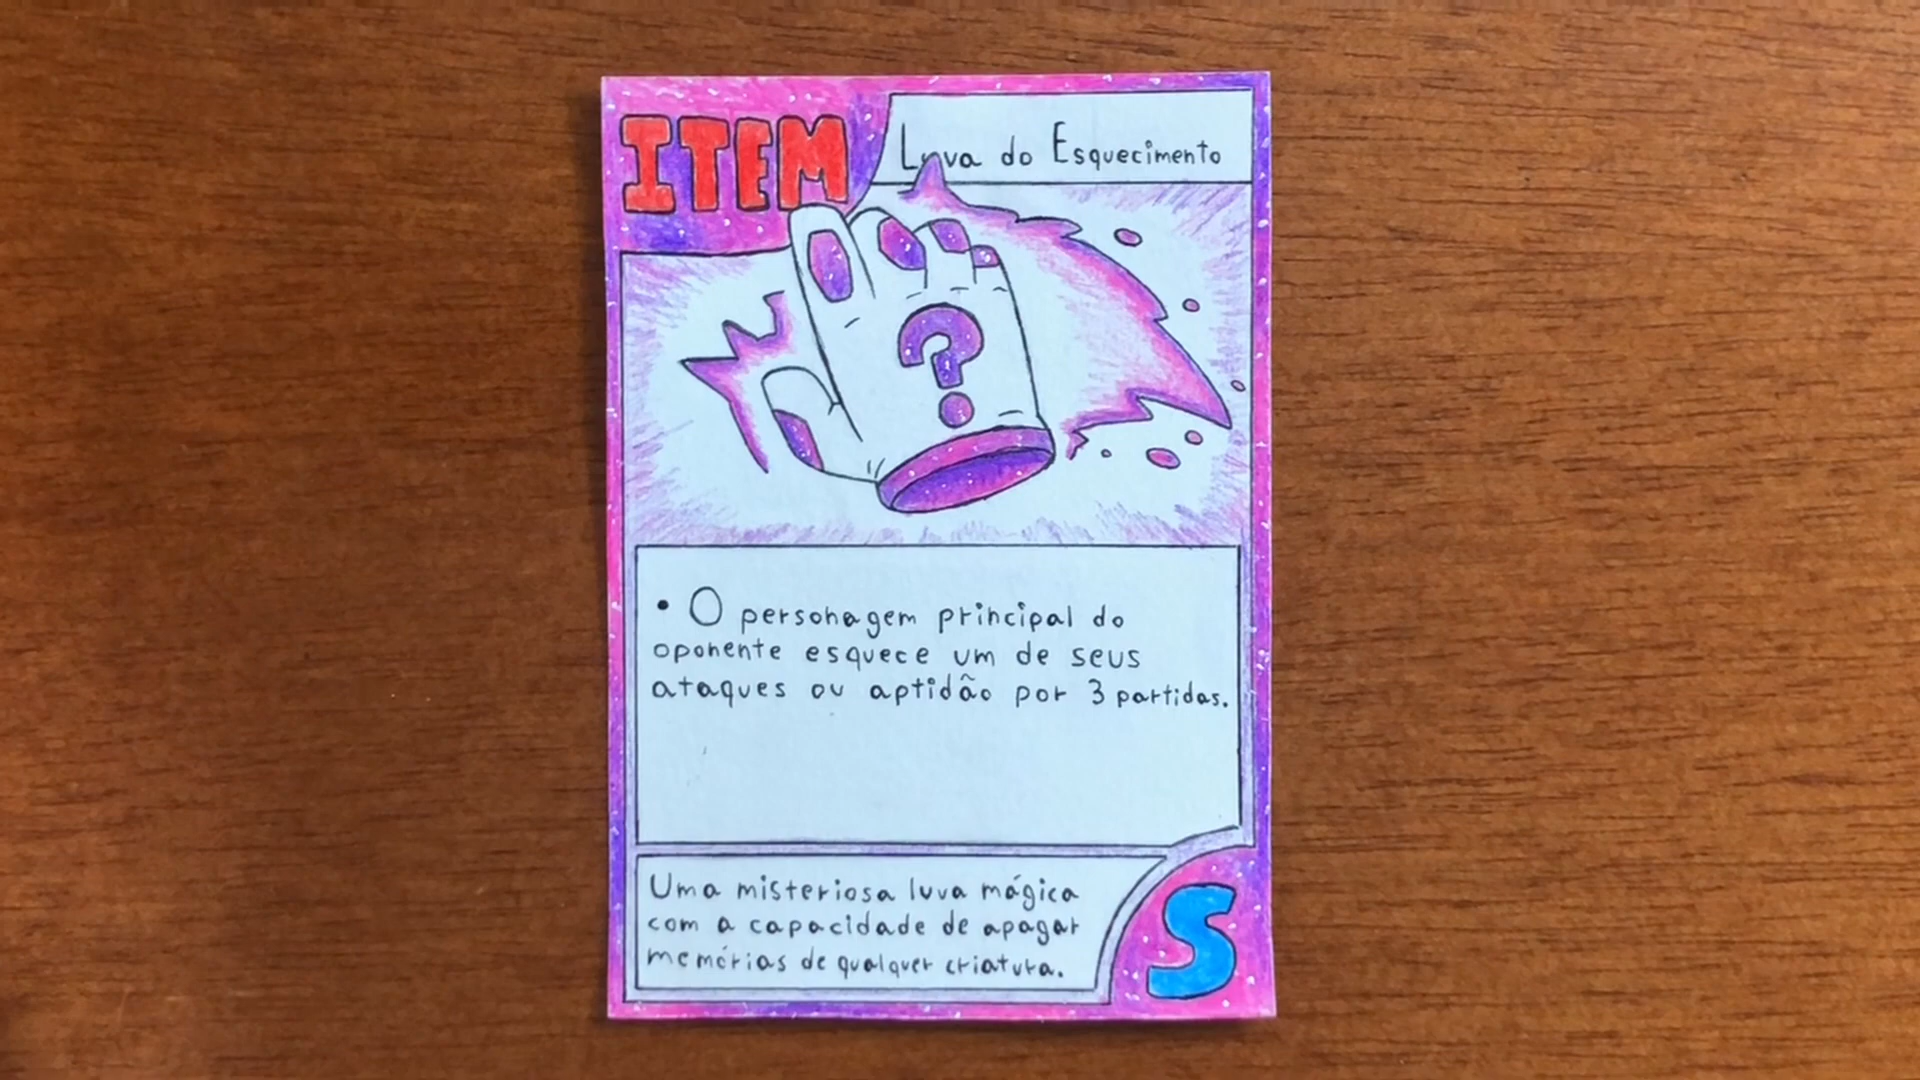 ITEM
Luva do Esquecimento
?
• O personagem principal do
oponente esquece um de seus
ataques ou aptidão por 3 partidas.
Uma misteriosa luva mágica
com a capacidade de apagar
memórias de qualquer criatura.
S